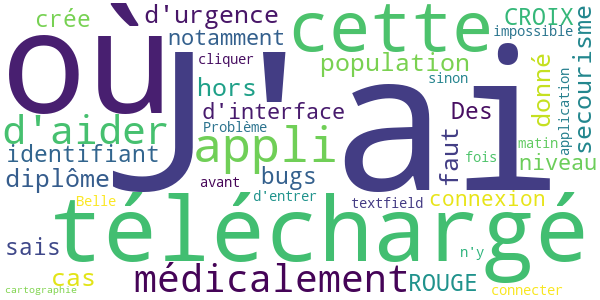 crée
d'urgence
CROIX
où
cette
notamment
impossible
cliquer
population
secourisme
J'ai
hors
sinon
donné
application
d'interface
Des
d'aider
Problème
appli
faut
matin
identifiant
fois
niveau
diplôme
bugs
avant
connexion
Belle
d'entrer
textfield
téléchargé
sais
n'y
médicalement
cas
ROUGE
cartographie
connecter